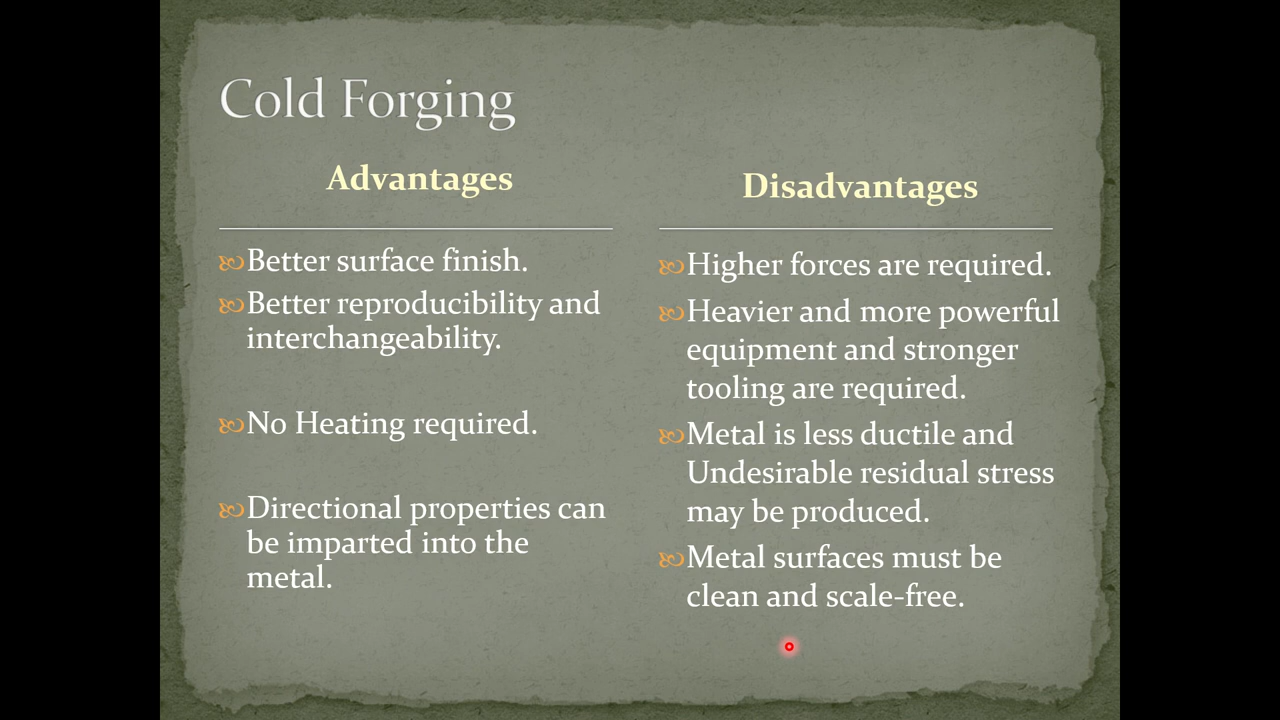 Cold Forging
Advantages
Better surface finish.
Better reproducibility and
interchangeability.
No Heating required.
Directional properties can
be imparted into the
metal.
Disadvantages
Higher forces are required.
Heavier and more powerful
equipment and stronger
tooling are required.
Metal is less ductile and
Undesirable residual stress
may be produced.
Metal surfaces must be
clean and scale-free.